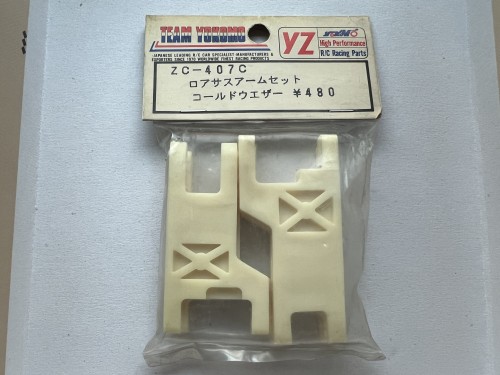 TEAM YOKOMO
JAPANESE LEADING R/C CAR SPECIALIST MANUFACTURERS &
EXPORTERS SINCE 1970 WORLDWIDE FINEST RACING PRODUCTS
YZ
YOKOMO
High Performance
R/C Racing Parts
ZC-407C
ロアサスアームセット
コールドウエザー ¥480